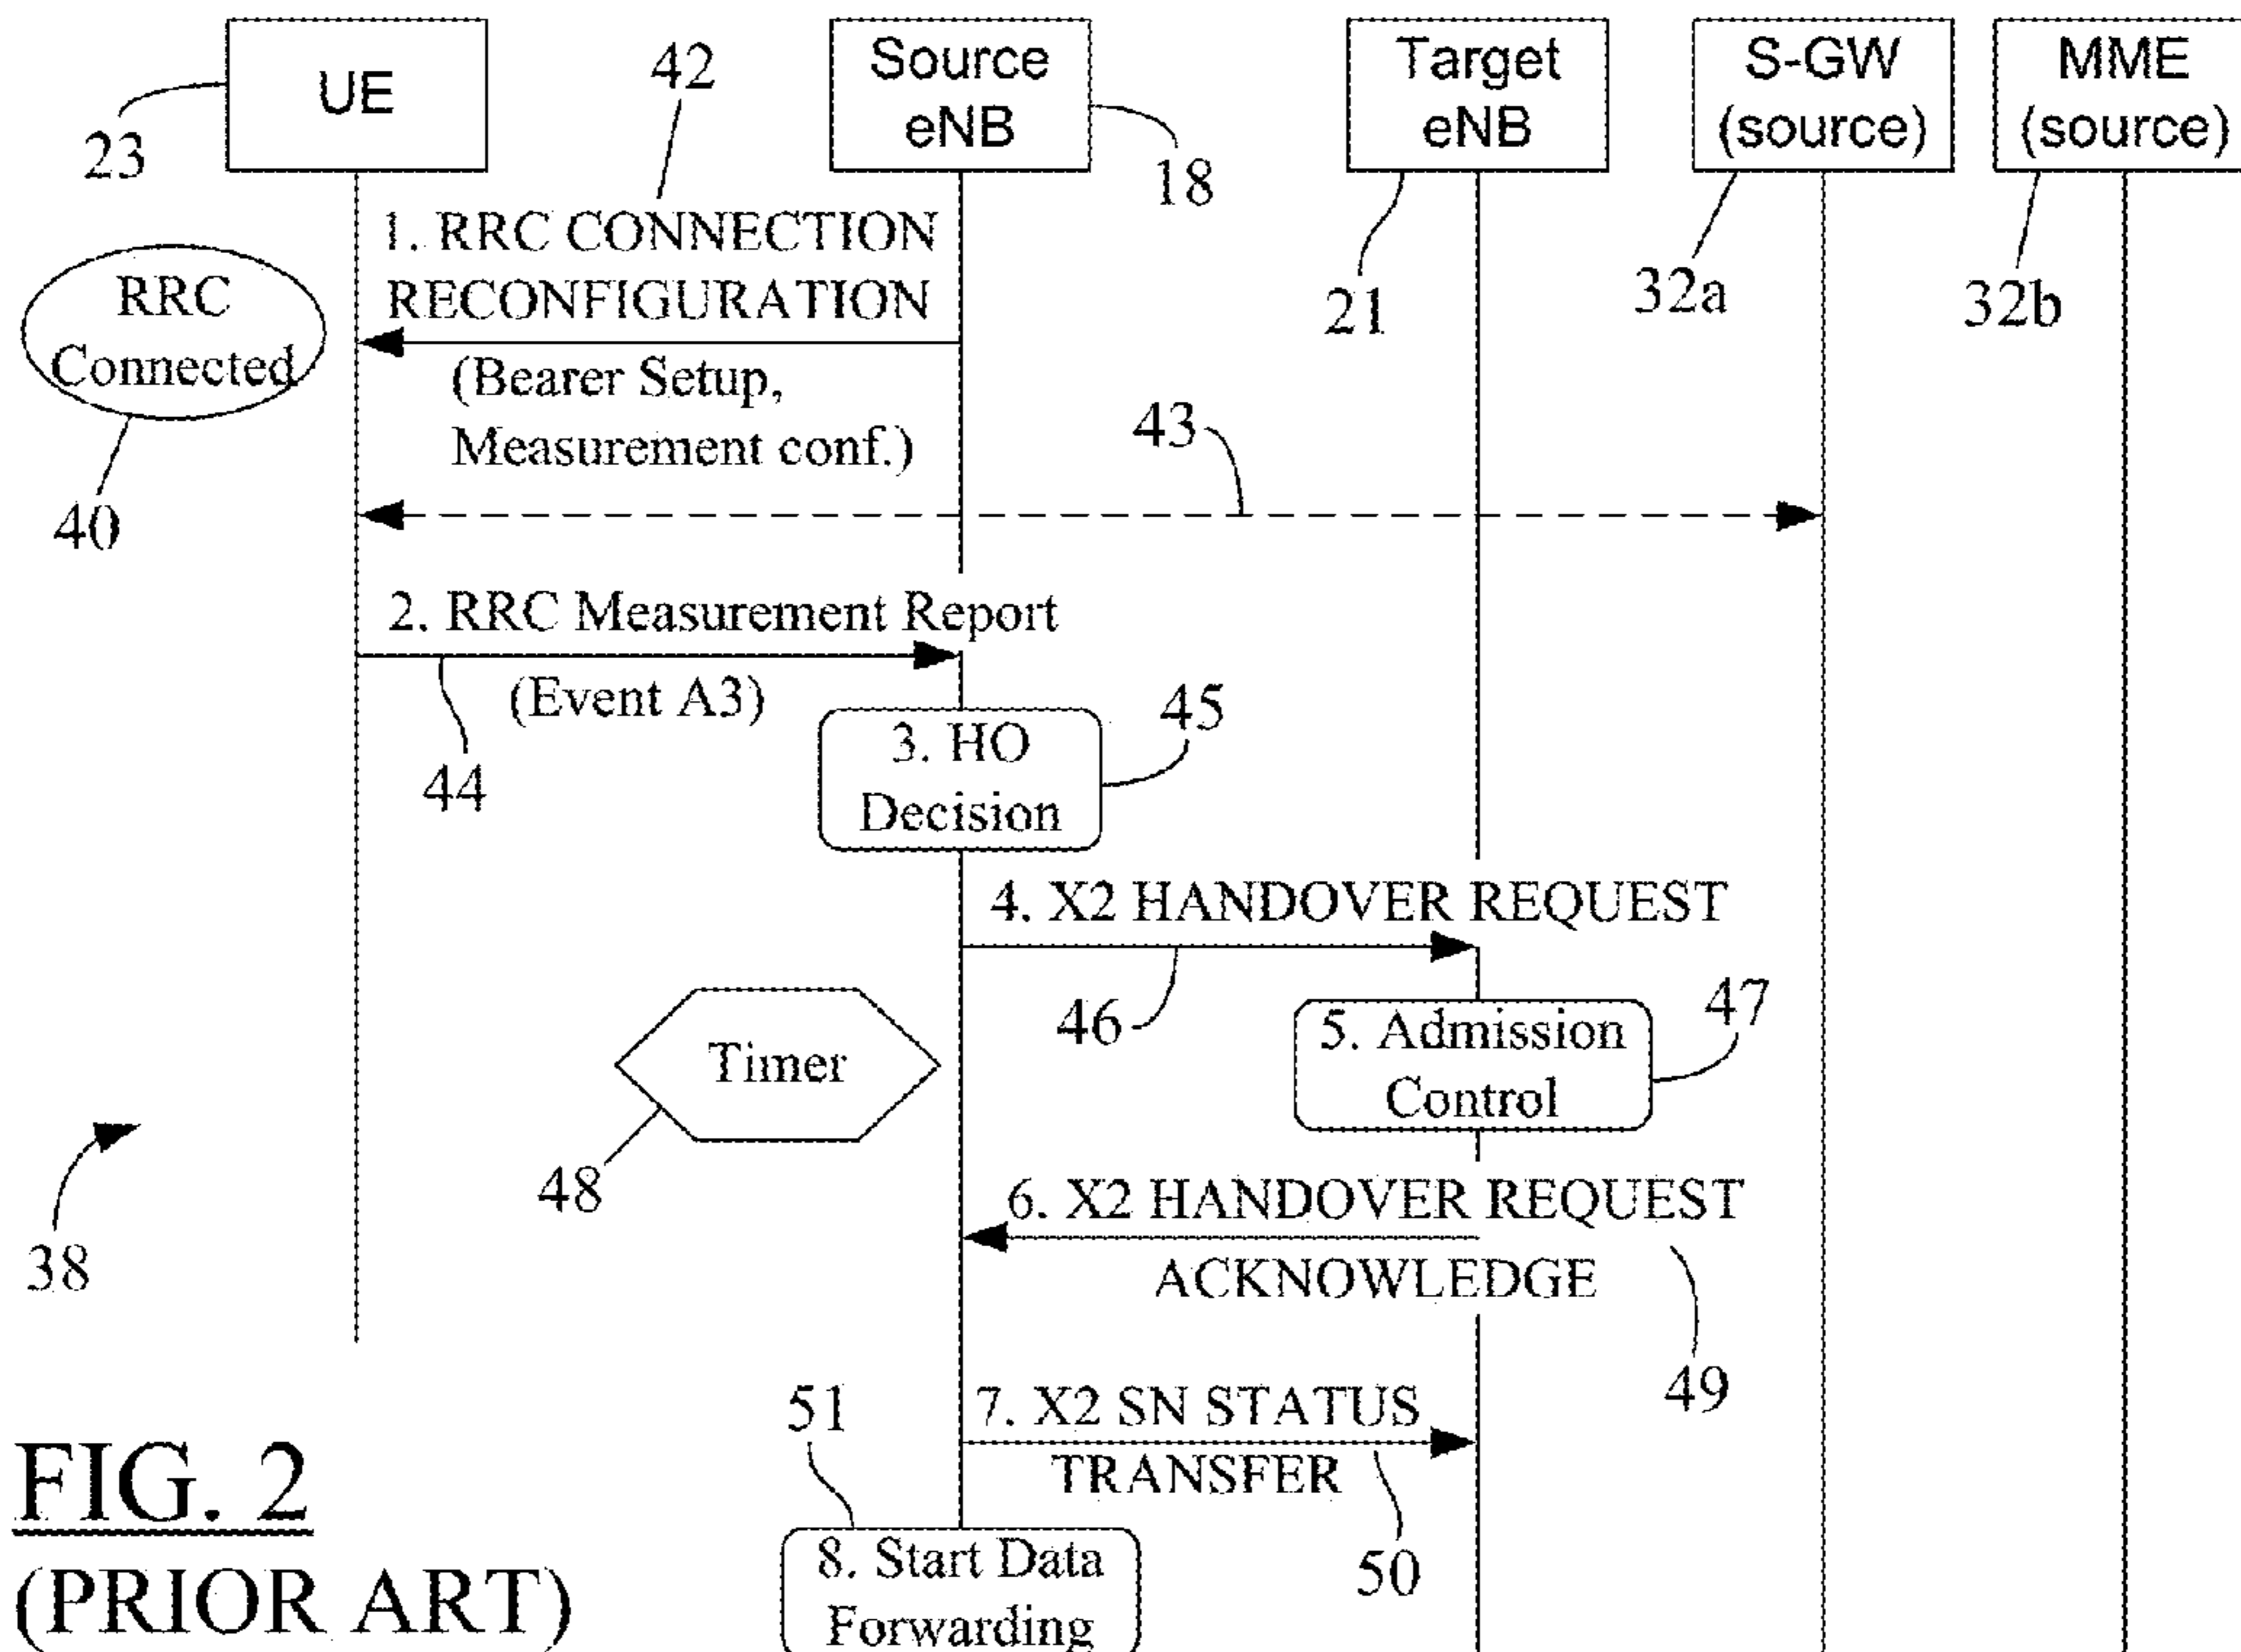 UE
Source
eNB
Target
eNB
S-GW
(source)
MME
(source)
23
42
18
21
32a
32b
1. RRC CONNECTION
RECONFIGURATION
(Bearer Setup,
Measurement conf.)
RRC
Connected
40
43
2. RRC Measurement Report
(Event A3)
44
3. HO
Decision
45
4. X2 HANDOVER REQUEST
46
5. Admission
Control
47
Timer
48
6. X2 HANDOVER REQUEST
ACKNOWLEDGE
49
38
7. X2 SN STATUS
TRANSFER
50
51
8. Start Data
Forwarding
FIG. 2
(PRIOR ART)